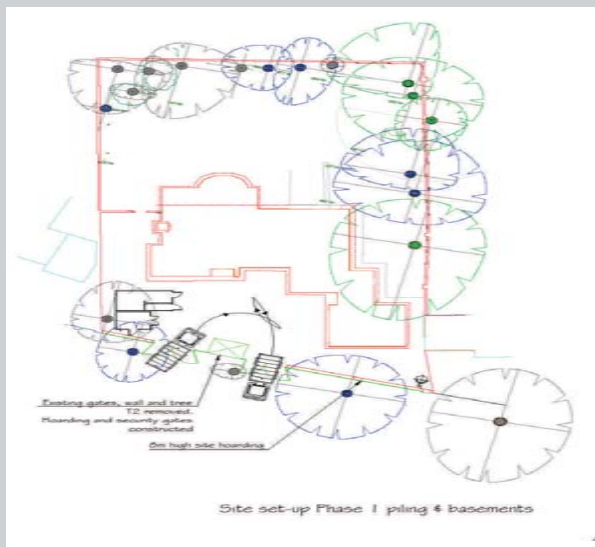 Existing gates, wall and tree
T2 removed.
Hoarding and security gates
constructed
6m high site hoarding
Site set-up Phase 1 piling & basements